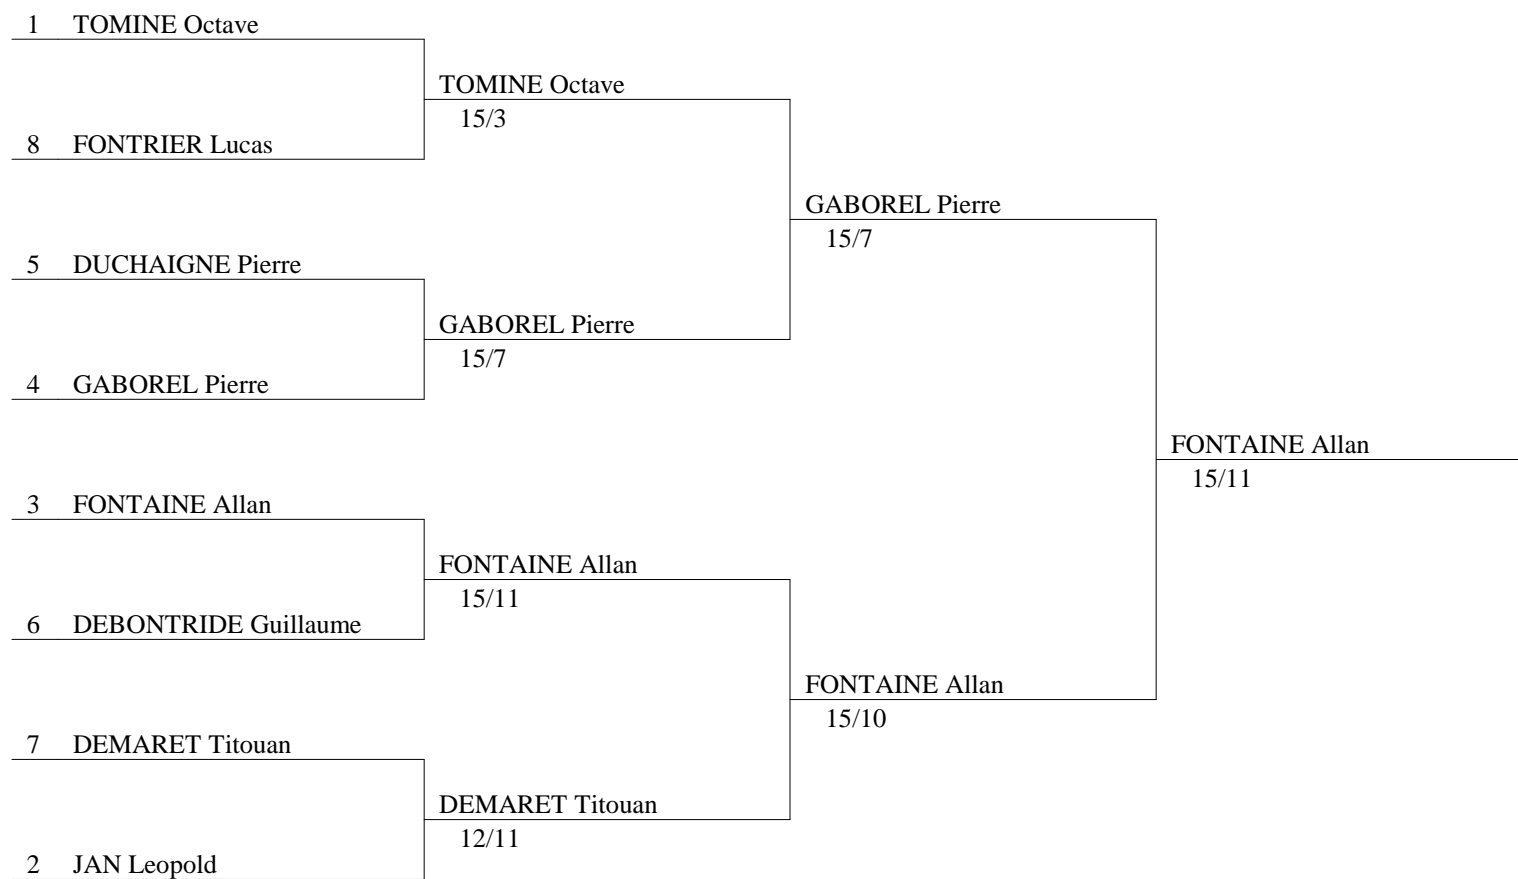 1 TOMINE Octave
TOMINE Octave
15/3
8 FONTRIER Lucas
GABOREL Pierre
15/7
5 DUCHAIGNE Pierre
GABOREL Pierre
15/7
4 GABOREL Pierre
FONTAINE Allan
15/11
3 FONTAINE Allan
FONTAINE Allan
15/11
6 DEBONTRIDE Guillaume
FONTAINE Allan
15/10
7 DEMARET Titouan
DEMARET Titouan
12/11
2 JAN Leopold